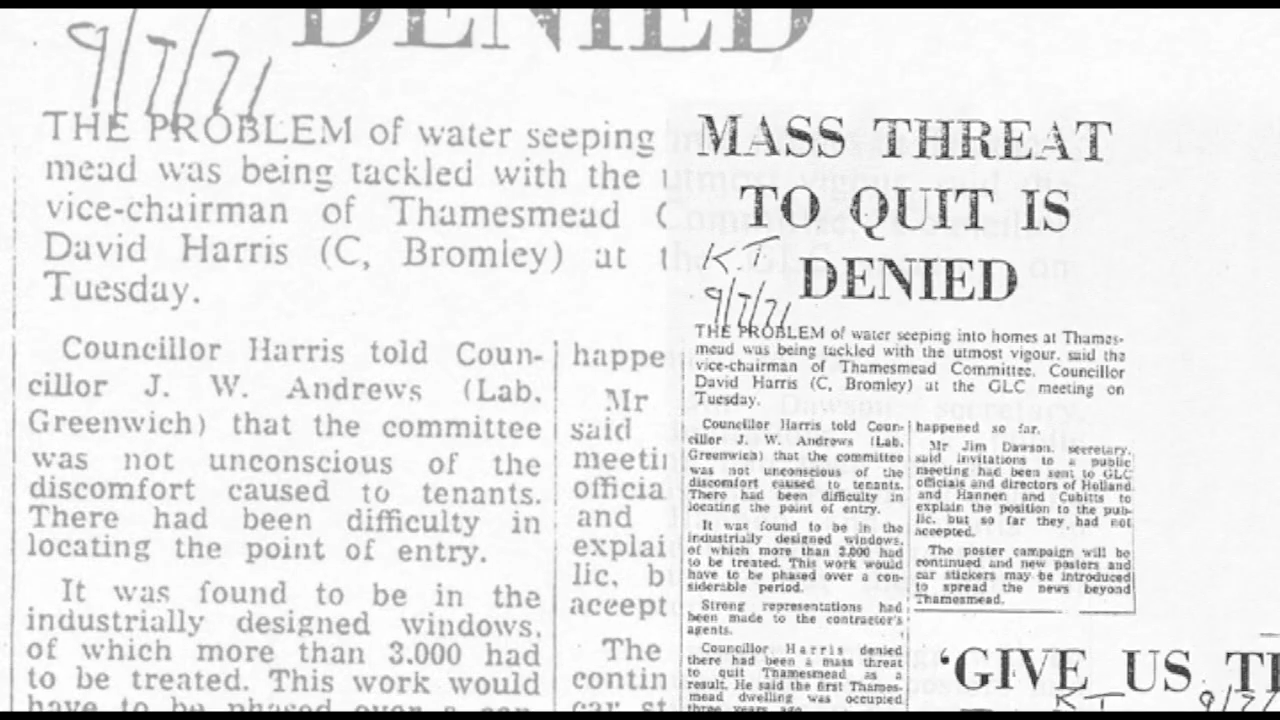 DENIED
9/7/71
THE PROBLEM of water seeping
mead was being tackled with the
vice-chairman of Thamesmead C
David Harris (C, Bromley) at t
Tuesday.
Councillor Harris told Coun-
cillor J. W. Andrews (Lab,
Greenwich) that the committee
was not unconscious of the
discomfort caused to tenants.
There had been difficulty in
locating the point of entry.
It was found to be in the
industrially designed windows,
of which more than 3,000 had
to be treated. This work would
have to be phased over a con-
happe
Mr
said
meetin
officia
and
explai
lic, b
accept
The
contin
car st
MASS THREAT
TO QUIT IS
DENIED
K.I
9/7/71
THE PROBLEM of water seeping into homes at Thames-
mead was being tackled with the utmost vigour, said the
vice-chairman of Thamesmead Committee, Councillor
David Harris (C, Bromley) at the GLC meeting on
Tuesday.
Councillor Harris told Coun-
cillor J. W. Andrews (Lab,
Greenwich) that the committee
was not unconscious of the
discomfort caused to tenants.
There had been difficulty in
locating the point of entry.
It was found to be in the
industrially designed windows,
of which more than 3,000 had
to be treated. This work would
have to be phased over a con-
siderable period.
Strong representations had
been made to the contractor's
agents.
Councillor Harris denied
there had been a mass threat
to quit Thamesmead as a
result. He said the first Thames-
mead dwelling was occupied
three years ago
happened so far.
Mr Jim Dawson, secretary,
said invitations to a public
meeting had been sent to GLC
officials and directors of Holland
and Hannen and Cubitts to
explain the position to the pub-
lic, but so far they had not
accepted.
The poster campaign will be
continued and new posters and
car stickers may be introduced
to spread the news beyond
Thamesmead.
'GIVE US TI